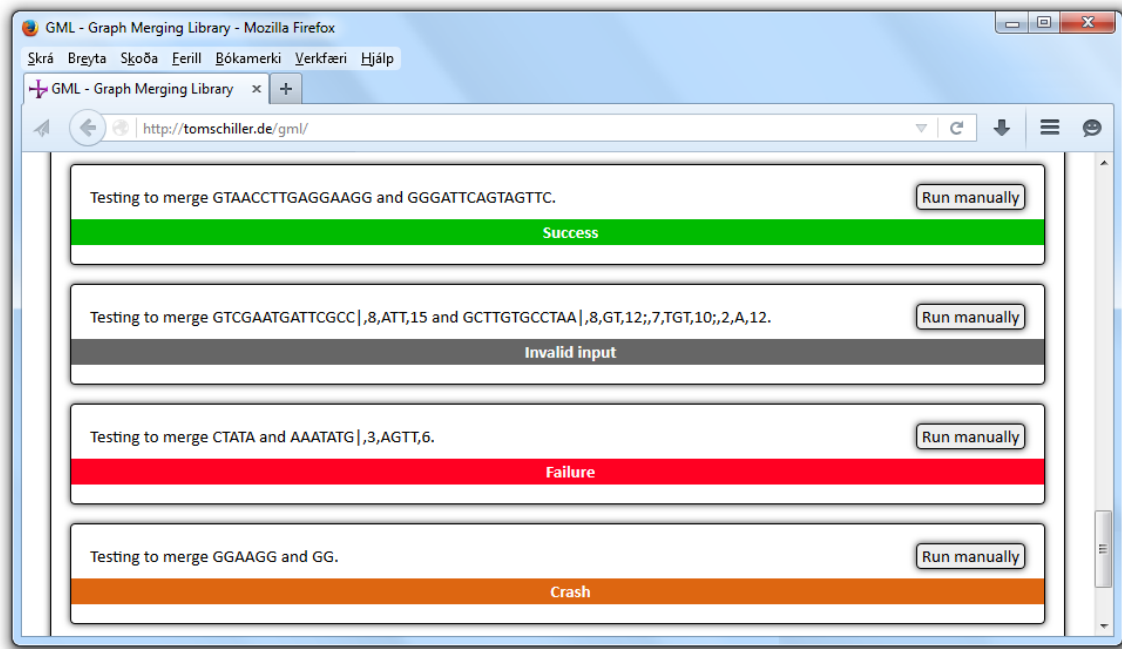 GML - Graph Merging Library - Mozilla Firefox
Skrá Breyta Skoða Ferill Bókamerki Verkfæri Hjálp
GML - Graph Merging Library × +
http://tomschiller.de/gml/
Testing to merge GTAACCTTGAGGAAGG and GGGATTCAGTAGTTC. Run manually
Success
Testing to merge GTCGAATGATTCGCC|,8,ATT,15 and GCTTGTGCCTAA|,8,GT,12;,7,TGT,10;,2,A,12. Run manually
Invalid input
Testing to merge CTATA and AAATATG|,3,AGTT,6. Run manually
Failure
Testing to merge GGAAGG and GG. Run manually
Crash